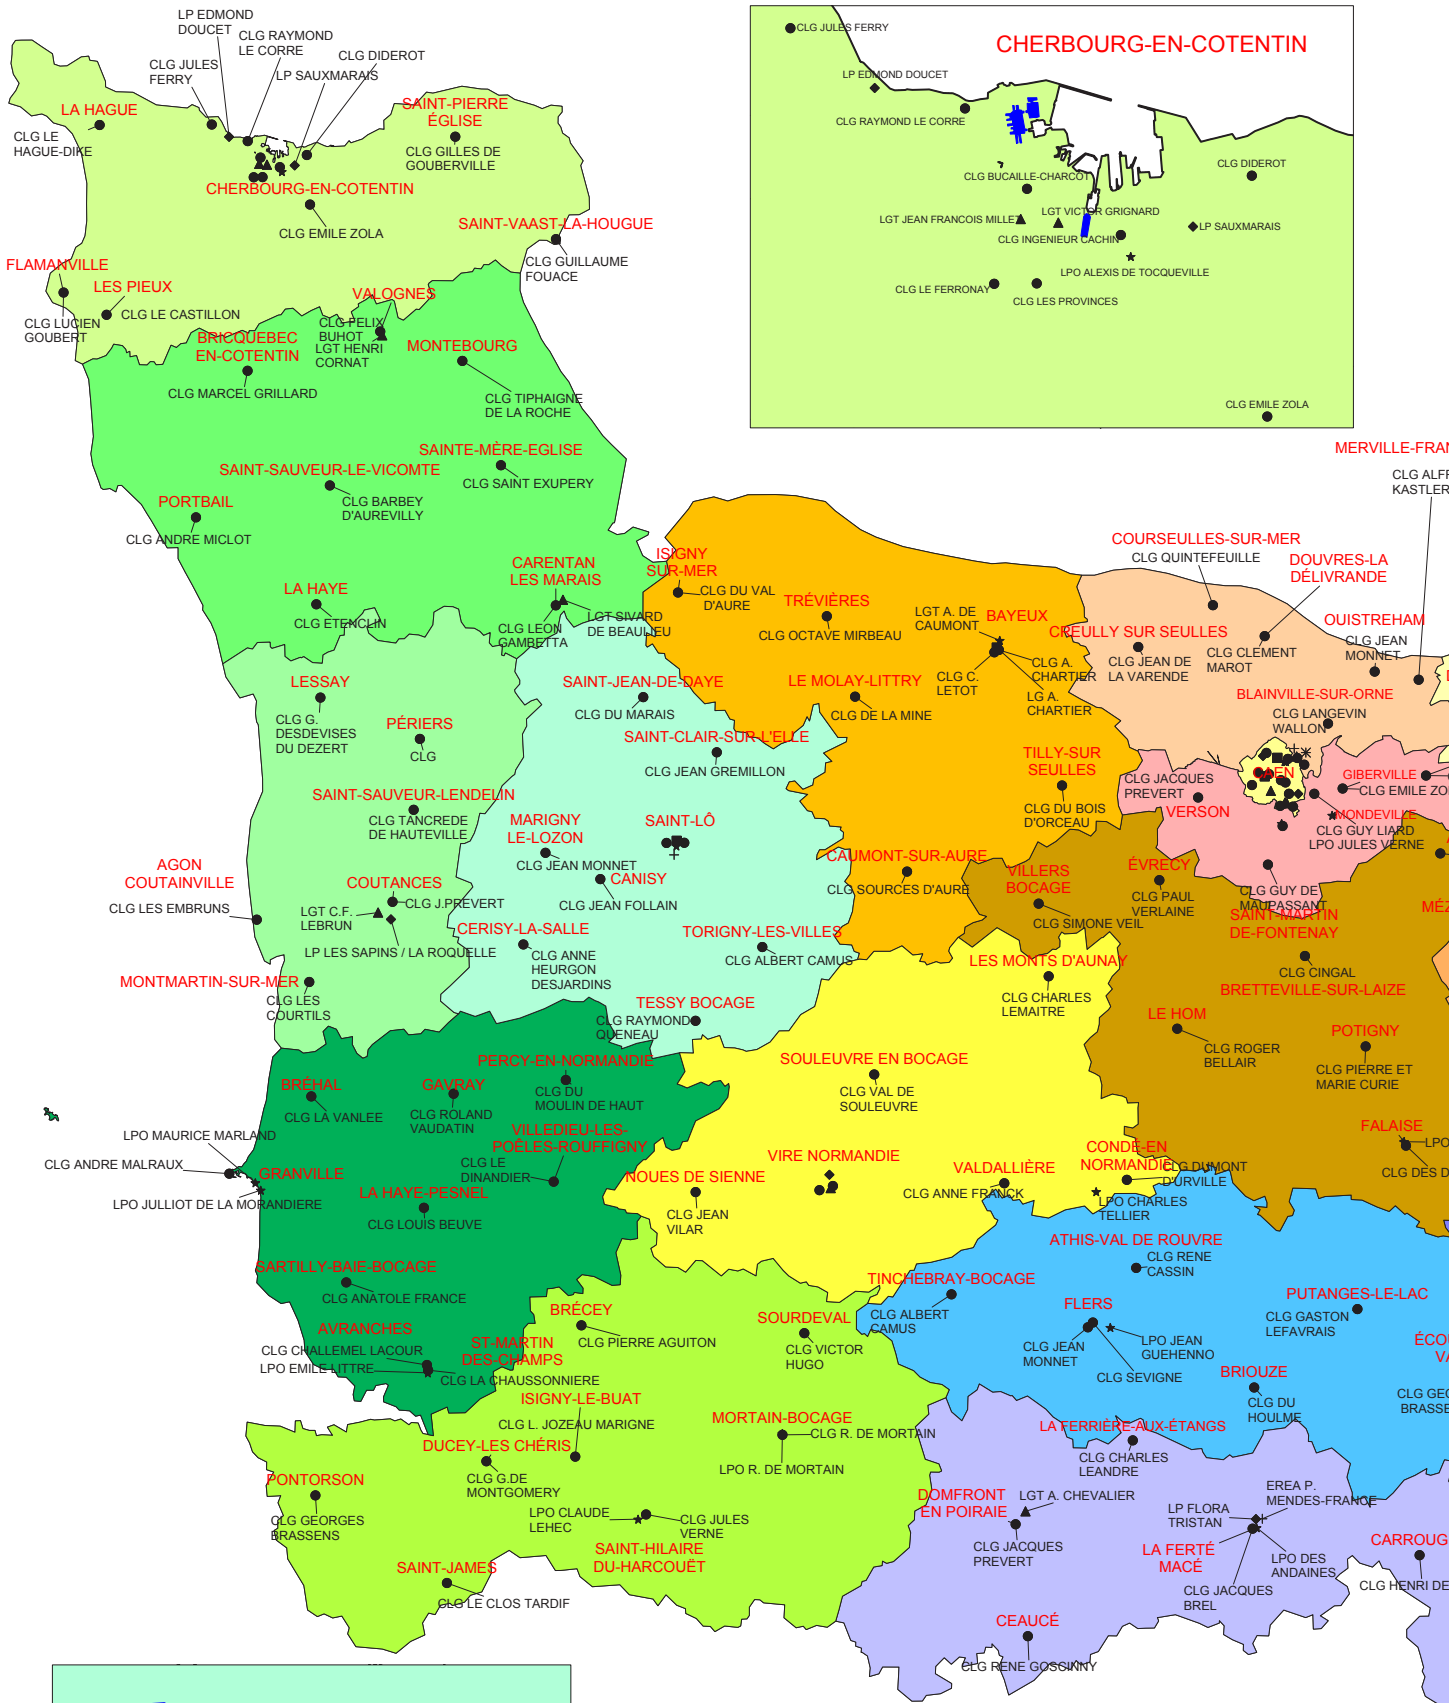 LP EDMOND
DOUCET
CLG RAYMOND
LE CORRE
CLG DIDEROT
CLG JULES
FERRY
LP SAUXMARAIS
LA HAGUE
CLG LE
HAGUE-DIKE
SAINT-PIERRE
ÉGLISE
CLG GILLES DE
GOUBERVILLE
CHERBOURG-EN-COTENTIN
CLG EMILE ZOLA
SAINT-VAAST-LA-HOUGUE
CLG GUILLAUME
FOUACE
FLAMANVILLE
CLG LUCIEN
GOUBERT
LES PIEUX
CLG LE CASTILLON
VALOGNES
CLG FELIX
BUHOT
LGT HENRI
CORNAT
BRICQUEBEC
EN-COTENTIN
CLG MARCEL GRILLARD
MONTEBOURG
CLG TIPHAIGNE
DE LA ROCHE
SAINTE-MÈRE-EGLISE
CLG SAINT EXUPERY
SAINT-SAUVEUR-LE-VICOMTE
CLG BARBEY
D'AUREVILLY
PORTBAIL
CLG ANDRE MICLOT
CARENTAN
LES MARAIS
CLG LEON
GAMBETTA
LGT SIVARD
DE BEAULIEU
LA HAYE
CLG ETENCLIN
CHERBOURG-EN-COTENTIN
CLG JULES FERRY
LP EDMOND DOUCET
CLG RAYMOND LE CORRE
CLG DIDEROT
CLG BUCAILLE-CHARCOT
LGT JEAN FRANCOIS MILLET
LGT VICTOR GRIGNARD
CLG INGENIEUR CACHIN
LP SAUXMARAIS
LPO ALEXIS DE TOCQUEVILLE
CLG LE FERRONAY
CLG LES PROVINCES
CLG EMILE ZOLA
MERVILLE-FRAN
CLG ALFR
KASTLER
ISIGNY
SUR-MER
CLG DU VAL
D'AURE
TRÉVIÈRES
CLG OCTAVE MIRBEAU
LGT A. DE
CAUMONT
BAYEUX
CLG C.
LETOT
CLG A.
CHARTIER
LG A.
CHARTIER
LE MOLAY-LITTRY
CLG DE LA MINE
COURSEULLES-SUR-MER
CLG QUINTEFEUILLE
DOUVRES-LA
DÉLIVRANDE
CLG CLEMENT
MAROT
CREULLY SUR SEULLES
CLG JEAN DE
LA VARENDE
OUISTREHAM
CLG JEAN
MONNET
BLAINVILLE-SUR-ORNE
CLG LANGEVIN
WALLON
TILLY-SUR
SEULLES
CLG DU BOIS
D'ORCEAU
CLG JACQUES
PREVERT
VERSON
CAEN
GIBERVILLE
CLG EMILE ZO
MONDEVILLE
CLG GUY LIARD
LPO JULES VERNE
CLG GUY DE
MAUPASSANT
LESSAY
CLG G.
DESDEVISES
DU DEZERT
PÉRIERS
CLG
SAINT-SAUVEUR-LENDELIN
CLG TANCREDE
DE HAUTEVILLE
AGON
COUTAINVILLE
CLG LES EMBRUNS
COUTANCES
CLG J.PREVERT
LGT C.F.
LEBRUN
LP LES SAPINS / LA ROQUELLE
MONTMARTIN-SUR-MER
CLG LES
COURTILS
SAINT-JEAN-DE-DAYE
CLG DU MARAIS
SAINT-CLAIR-SUR-L'ELLE
CLG JEAN GREMILLON
MARIGNY
LE-LOZON
CLG JEAN MONNET
SAINT-LÔ
CANISY
CLG JEAN FOLLAIN
CERISY-LA-SALLE
CLG ANNE
HEURGON
DESJARDINS
TORIGNY-LES-VILLES
CLG ALBERT CAMUS
TESSY BOCAGE
CLG RAYMOND
QUENEAU
CAUMONT-SUR-AURE
CLG SOURCES D'AURE
VILLERS
BOCAGE
CLG SIMONE VEIL
ÉVRECY
CLG PAUL
VERLAINE
SAINT-MARTIN
DE-FONTENAY
CLG CINGAL
BRETTEVILLE-SUR-LAIZE
MÉZ
LES MONTS D'AUNAY
CLG CHARLES
LEMAITRE
LE HOM
CLG ROGER
BELLAIR
POTIGNY
CLG PIERRE ET
MARIE CURIE
FALAISE
LPO
CLG DES D
SOULEUVRE EN BOCAGE
CLG VAL DE
SOULEUVRE
VIRE NORMANDIE
NOUES DE SIENNE
CLG JEAN
VILAR
VALDALLIÈRE
CLG ANNE FRANCK
CONDE-EN
NORMANDIE
CLG DUMONT
D'URVILLE
LPO CHARLES
TELLIER
PERCY-EN-NORMANDIE
CLG DU
MOULIN DE HAUT
BRÉHAL
CLG LA VANLEE
GAVRAY
CLG ROLAND
VAUDATIN
VILLEDIEU-LES-
POÊLES-ROUFFIGNY
CLG LE
DINANDIER
LPO MAURICE MARLAND
CLG ANDRE MALRAUX
GRANVILLE
LPO JULLIOT DE LA MORANDIERE
LA HAYE-PESNEL
CLG LOUIS BEUVE
SARTILLY-BAIE-BOCAGE
CLG ANATOLE FRANCE
AVRANCHES
CLG CHALLEMEL LACOUR
LPO EMILE LITTRE
ST-MARTIN
DES-CHAMPS
CLG LA CHAUSSONNIERE
BRÉCEY
CLG PIERRE AGUITON
SOURDEVAL
CLG VICTOR
HUGO
ISIGNY-LE-BUAT
CLG L. JOZEAU MARIGNE
MORTAIN-BOCAGE
CLG R. DE MORTAIN
LPO R. DE MORTAIN
DUCEY-LES CHÉRIS
CLG G.DE
MONTGOMERY
PONTORSON
CLG GEORGES
BRASSENS
LPO CLAUDE
LEHEC
CLG JULES
VERNE
SAINT-HILAIRE
DU-HARCOUËT
SAINT-JAMES
CLG LE CLOS TARDIF
ATHIS-VAL DE ROUVRE
CLG RENE
CASSIN
TINCHEBRAY-BOCAGE
CLG ALBERT
CAMUS
FLERS
CLG JEAN
MONNET
LPO JEAN
GUEHENNO
CLG SEVIGNE
PUTANGES-LE-LAC
CLG GASTON
LEFAVRAIS
ÉCOU
VA
CLG GEO
BRASSE
BRIOUZE
CLG DU
HOULME
LA FERRIÈRE-AUX-ÉTANGS
CLG CHARLES
LEANDRE
DOMFRONT
EN POIRAIE
LGT A. CHEVALIER
CLG JACQUES
PREVERT
EREA P.
MENDES-FRANCE
LP FLORA
TRISTAN
LA FERTÉ
MACÉ
LPO DES
ANDAINES
CLG JACQUES
BREL
CARROUG
CLG HENRI DE
CEAUCÉ
CLG RENE GOSCINNY